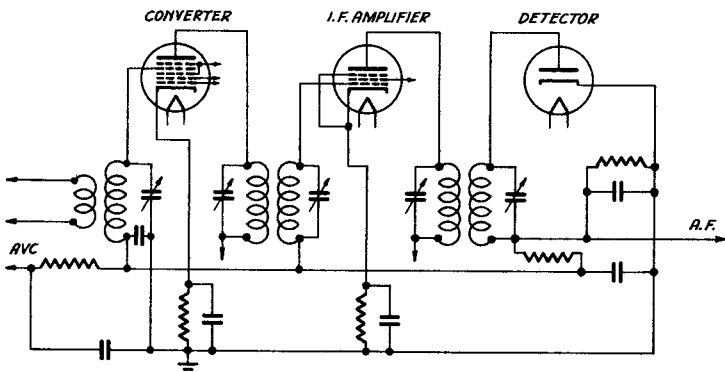 CONVERTER
I.F. AMPLIFIER
DETECTOR
AVC
A.F.